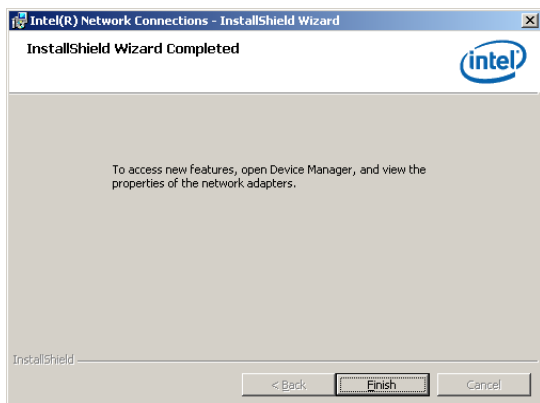 Intel(R) Network Connections - InstallShield Wizard
InstallShield Wizard Completed
intel
To access new features, open Device Manager, and view the
properties of the network adapters.
InstallShield
< Back
Finish
Cancel